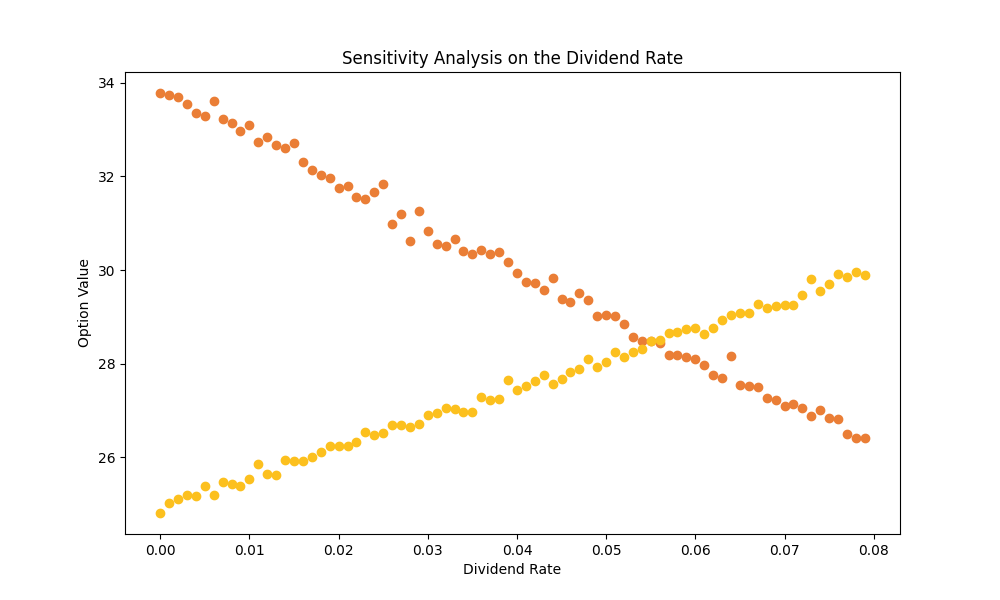 Sensitivity Analysis on the Dividend Rate
34
32
30
28
26
Option Value
0.00 0.01 0.02 0.03 0.04 0.05 0.06 0.07 0.08
Dividend Rate